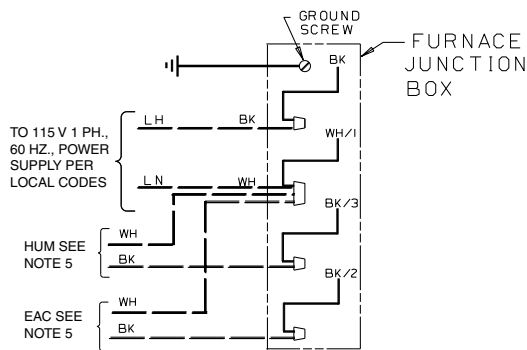 GROUND
SCREW
BK
FURNACE
JUNCTION
BOX
TO 115 V 1 PH.,
60 HZ., POWER
SUPPLY PER
LOCAL CODES
LH
BK
WH/1
LN
WH
BK/3
HUM SEE
NOTE 5
WH
BK
BK/2
EAC SEE
NOTE 5
WH
BK